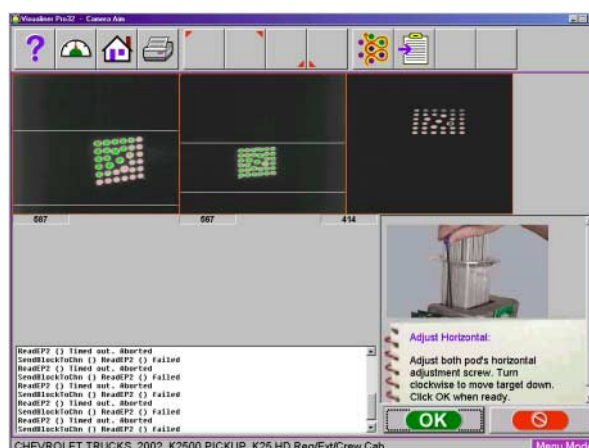 Visualiner Pro32 - Camera Aim
?
687
667
414
ReadEP2 () Timed out. Aborted
SendBlockToChn () ReadEP2 () Failed
ReadEP2 () Timed out. Aborted
SendBlockToChn () ReadEP2 () Failed
ReadEP2 () Timed out. Aborted
SendBlockToChn () ReadEP2 () Failed
ReadEP2 () Timed out. Aborted
SendBlockToChn () ReadEP2 () Failed
ReadEP2 () Timed out. Aborted
SendBlockToChn () ReadEP2 () Failed
Adjust Horizontal:
Adjust both pod's horizontal
adjustment screw. Turn
clockwise to move target down.
Click OK when ready.
OK
CHEVROLET TRUCKS, 2002, K2500 PICKUP, K25 HD Reg/Ext/Crew Cab
Menu Mode